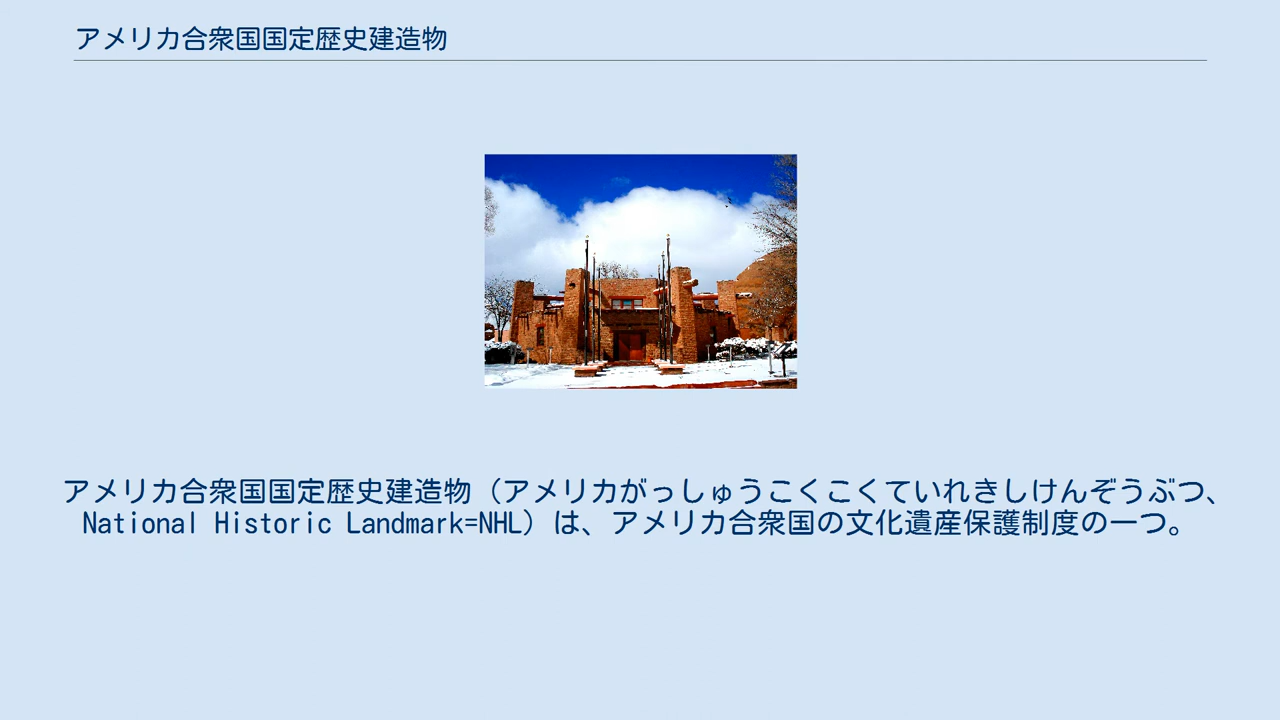 アメリカ合衆国国定歴史建造物
アメリカ合衆国国定歴史建造物（アメリカがっしゅうこくこくていれきしけんぞうぶつ、
National Historic Landmark=NHL）は、アメリカ合衆国の文化遺産保護制度の一つ。